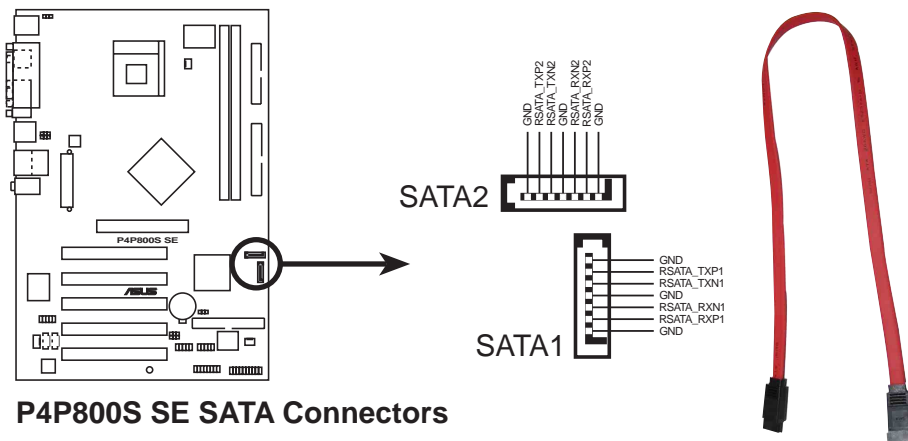 GND
RSATA_TXP2
RSATA_TXN2
GND
RSATA_RXN2
RSATA_RXP2
GND
SATA2
P4P800S SE
ASUS
GND
RSATA_TXP1
RSATA_TXN1
GND
RSATA_RXN1
RSATA_RXP1
GND
SATA1
P4P800S SE SATA Connectors